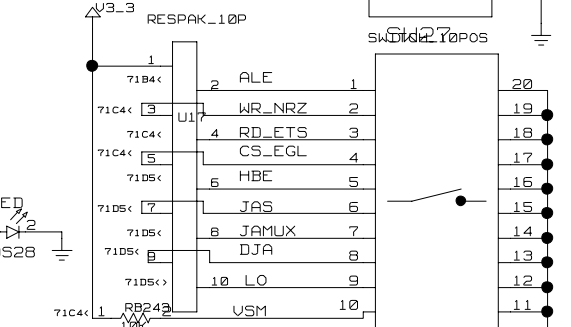 V3_3
RESPAK_10P
SW27
SWITCH_10POS
1
71B4<
2 ALE 1 20
71C4< 3 U17 WR_NRZ 2 19
71C4< 4 RD_ETS 3 18
71C4< 5 CS_EGL 4 17
71D5< 6 HBE 5 16
71D5< 7 JAS 6 15
ED 2
71D5< 8 JAMUX 7 14
DS28 71D5< 9 DJA 8 13
71D5<> 10 LO 9 12
71C4< 1 RB243 2 VSM 10 11
10K